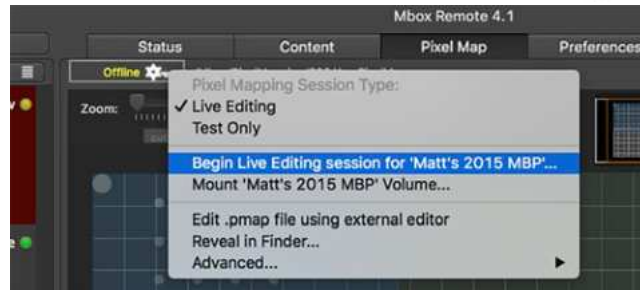 Mbox Remote 4.1
Status Content Pixel Map Preferences
Offline
Pixel Mapping Session Type:
Zoom:
✓ Live Editing
Test Only
Begin Live Editing session for 'Matt's 2015 MBP'...
Mount 'Matt's 2015 MBP' Volume...
Edit .pmap file using external editor
Reveal in Finder...
Advanced...